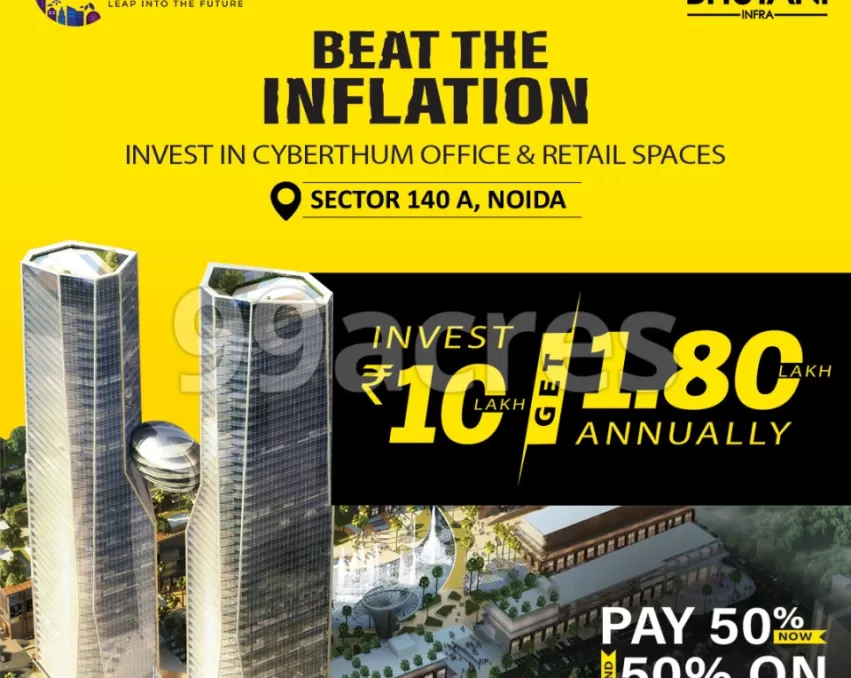 LEAP INTO THE FUTURE
BHUTANI
INFRA
BEAT THE
INFLATION
INVEST IN CYBERTHUM OFFICE & RETAIL SPACES
SECTOR 140 A, NOIDA
99acres
INVEST
₹10 LAKH
GET
1.80 LAKH
ANNUALLY
PAY 50% NOW
AND 50% ON